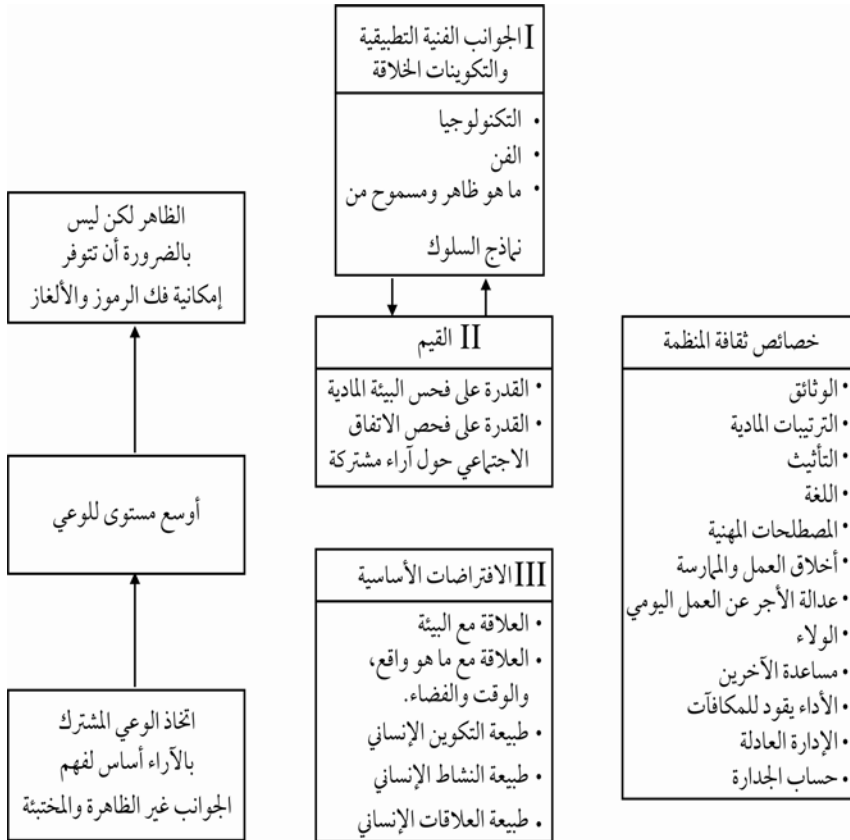 I الجوانب الفنية التطبيقية
والتكوينات الخلاقة
• التكنولوجيا
• الفن
• ما هو ظاهر ومسموح من
نماذج السلوك
الظاهر لكن ليس
بالضرورة أن تتوفر
إمكانية فك الرموز والألغاز
II القيم
• القدرة على فحس البيئة المادية
• القدرة على فحص الاتفاق
الاجتماعي حول آراء مشتركة
خصائص ثقافة المنظمة
• الوثائق
• الترتيبات المادية
• التأثيث
• اللغة
• المصطلحات المهنية
• أخلاق العمل والممارسة
• عدالة الأجر عن العمل اليومي
• الولاء
• مساعدة الآخرين
• الأداء يقود للمكافآت
• الإدارة العادلة
• حساب الجدارة
أوسع مستوى للوعي
III الافتراضات الأساسية
• العلاقة مع البيئة
• العلاقة مع ما هو واقع،
والوقت والفضاء.
• طبيعة التكوين الإنساني
• طبيعة النشاط الإنساني
• طبيعة العلاقات الإنساني
اتخاذ الوعي المشترك
بالآراء أساس لفهم
الجوانب غير الظاهرة والمختبئة